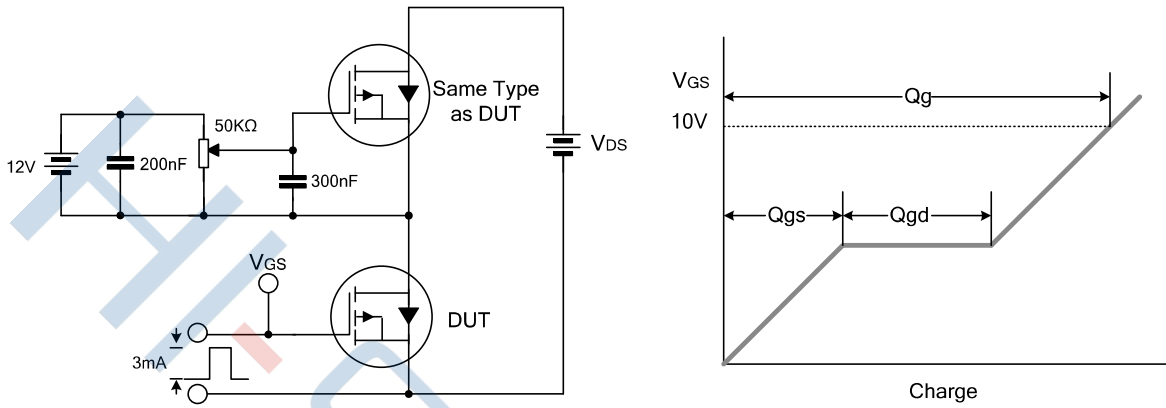 12V
200nF
50KΩ
300nF
Same Type
as DUT
VDS
VGS
3mA
DUT
VGS
10V
Qg
Qgs
Qgd
Charge